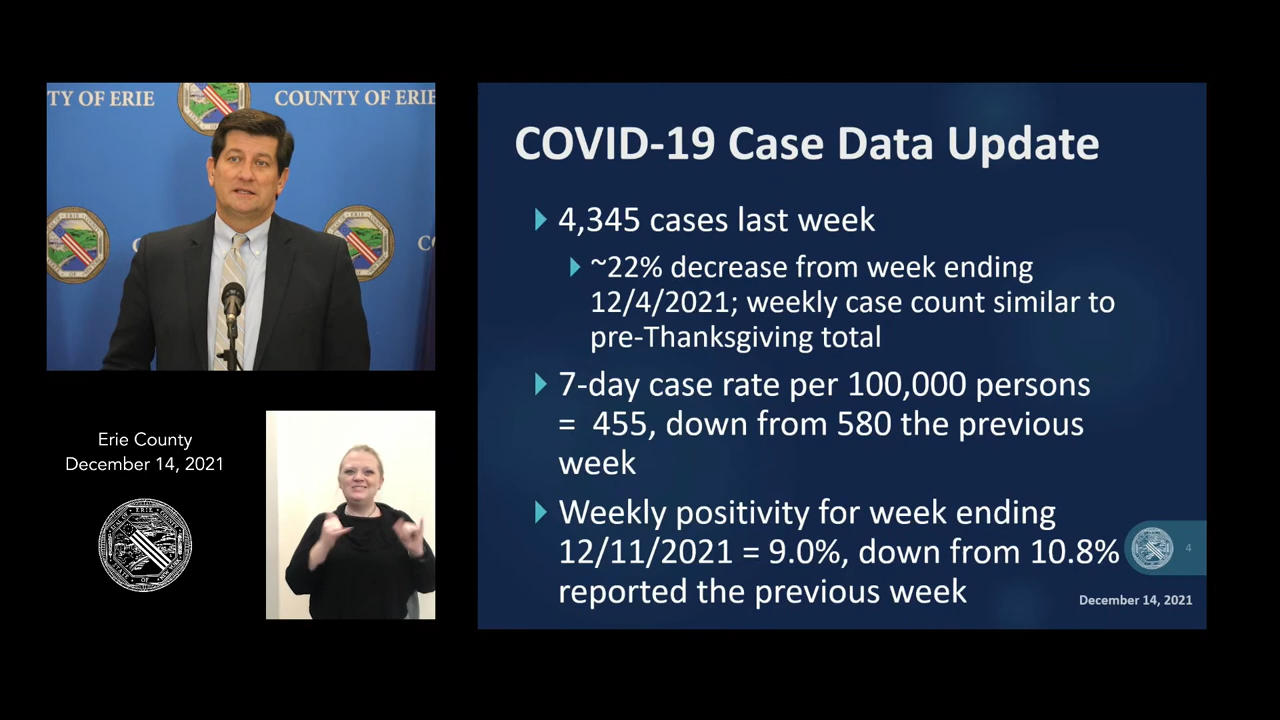 TY OF ERIE
COUNTY OF ERIE
Erie County
December 14, 2021
COVID-19 Case Data Update
4,345 cases last week
~22% decrease from week ending
12/4/2021; weekly case count similar to
pre-Thanksgiving total
7-day case rate per 100,000 persons
= 455, down from 580 the previous
week
Weekly positivity for week ending
12/11/2021 = 9.0%, down from 10.8%
reported the previous week
4
December 14, 2021